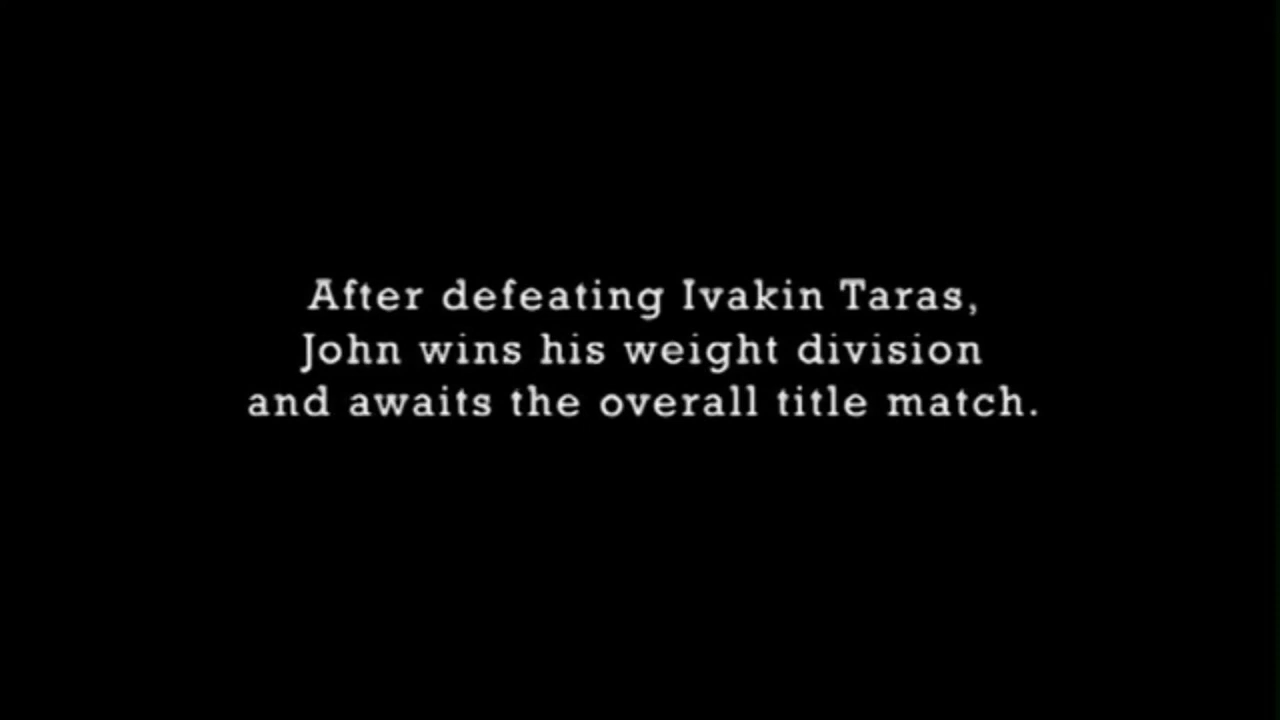 After defeating Ivakin Taras,
John wins his weight division
and awaits the overall title match.